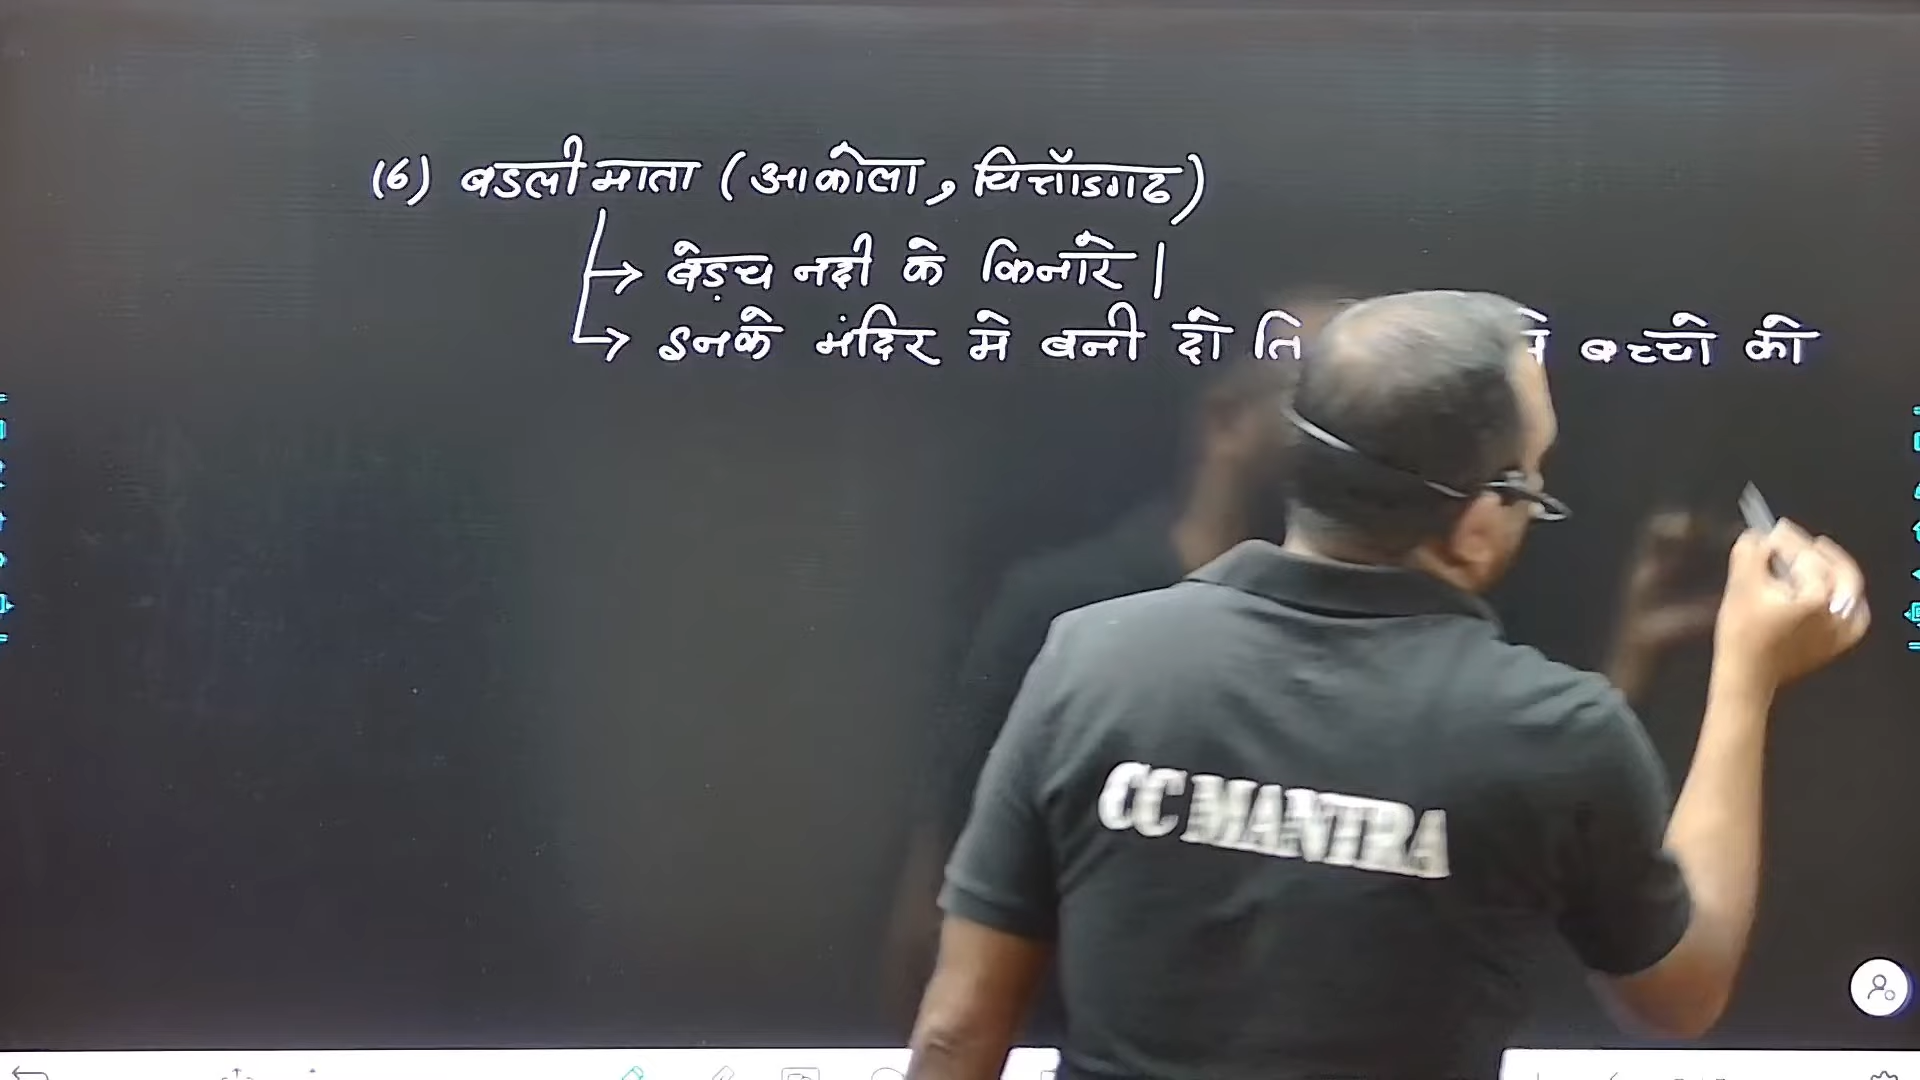 (6) बडली माता (आकोला, चित्तौडगढ)
→ बेड़च नदी के किनारे।
→ इनके मंदिर मे बनी दो बच्चो को
CC MANTRA